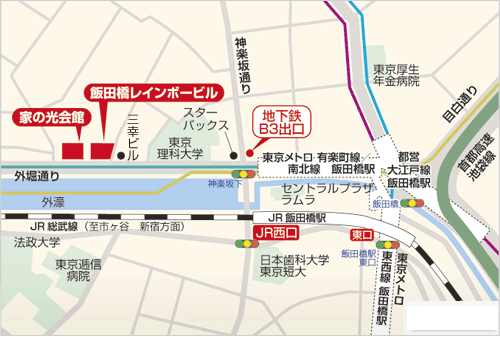 神楽坂通り
東京厚生
年金病院
目白通り
首都高速
池袋線
飯田橋レインボービル
家の光会館
三幸ビル
スター
バックス
東京
理科大学
地下鉄
B3出口
東京メトロ・有楽町線
南北線 飯田橋駅
都営
大江戸線
飯田橋駅
外堀通り
神楽坂下
セントラルプラザ
ラムラ
飯田橋
外濠
JR 飯田橋駅
JR 総武線(至市ヶ谷 新宿方面)
法政大学
JR西口
東口
飯田橋駅
東口
東京逓信
病院
日本歯科大学
東京短大
東京メトロ
東西線 飯田橋駅